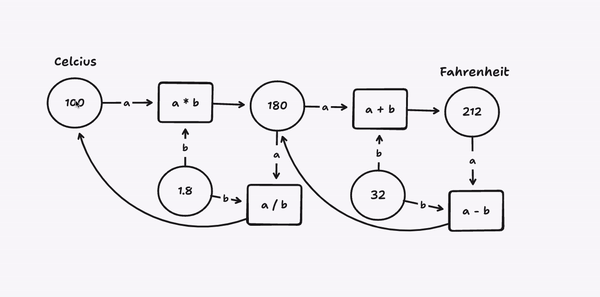 Celcius
Fahrenheit
100
a
a * b
180
a
a + b
212
b
a
b
a
1.8
b
a / b
32
b
a - b